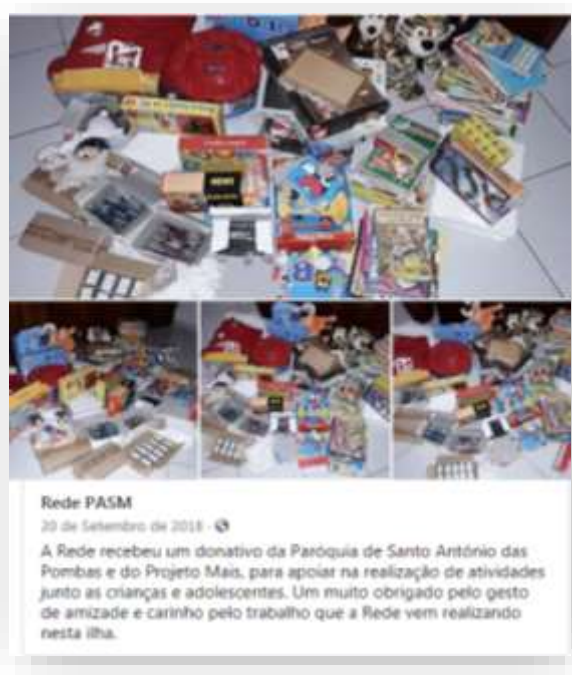 Rede PASM
20 de Setembro de 2018
A Rede recebeu um donativo da Paróquia de Santo António das
Pombas e do Projeto Mais, para apoiar na realização de atividades
junto as crianças e adolescentes. Um muito obrigado pelo gesto
de amizade e carinho pelo trabalho que a Rede vem realizando
nesta ilha.